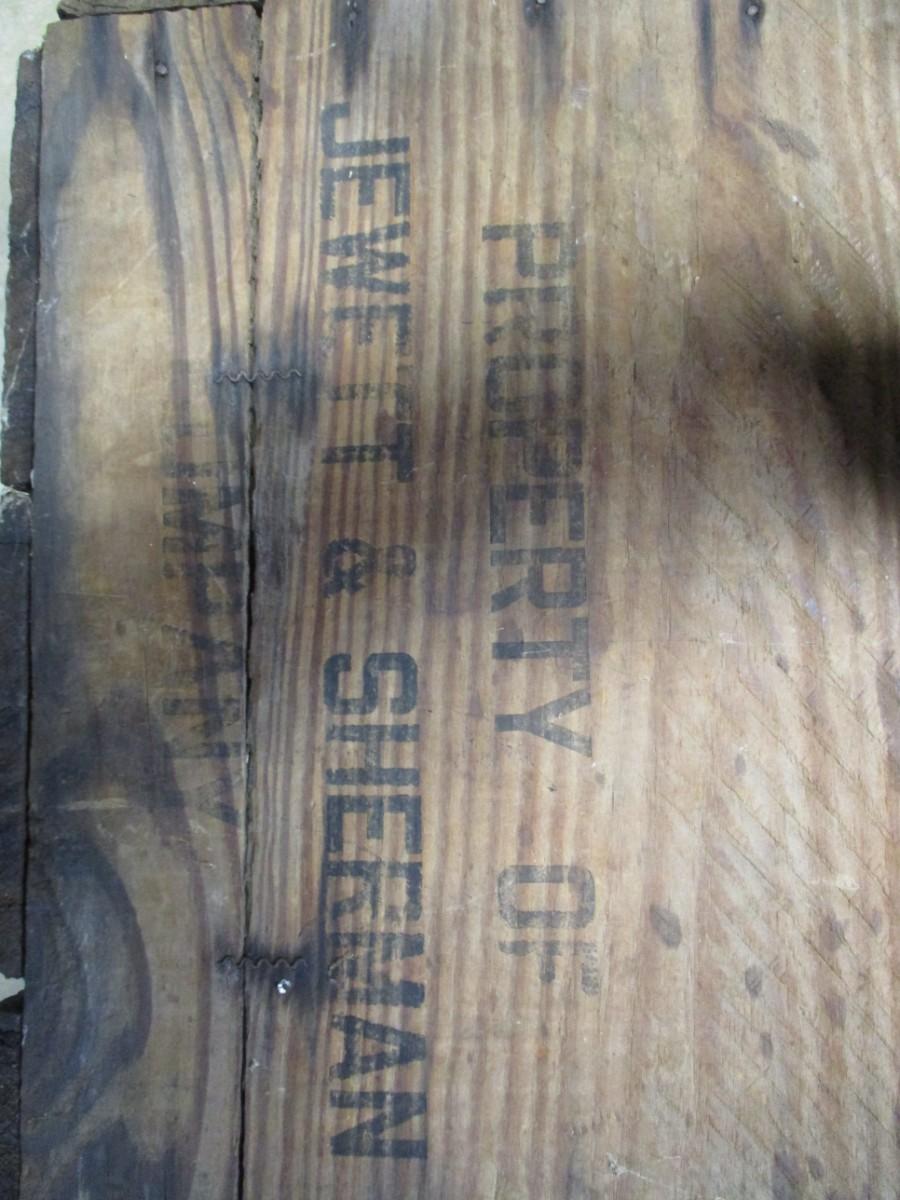 PROPERTY OF
JEWETT & SHERMAN
COMPANY